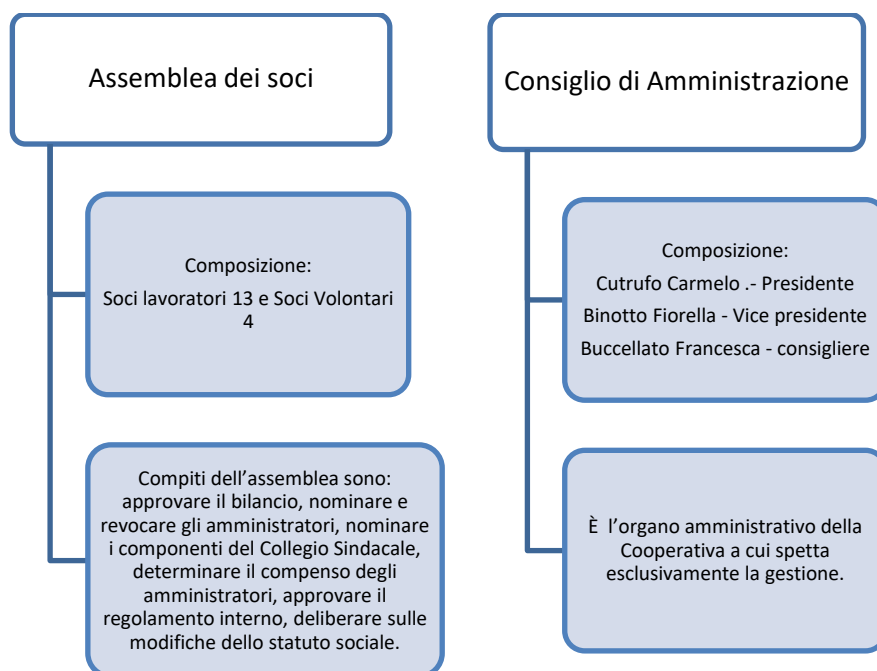 Assemblea dei soci
Composizione:
Soci lavoratori 13 e Soci Volontari
4
Compiti dell’assemblea sono:
approvare il bilancio, nominare e
revocare gli amministratori, nominare
i componenti del Collegio Sindacale,
determinare il compenso degli
amministratori, approvare il
regolamento interno, deliberare sulle
modifiche dello statuto sociale.
Consiglio di Amministrazione
Composizione:
Cutrufo Carmelo .- Presidente
Binotto Fiorella - Vice presidente
Buccellato Francesca - consigliere
È l’organo amministrativo della
Cooperativa a cui spetta
esclusivamente la gestione.